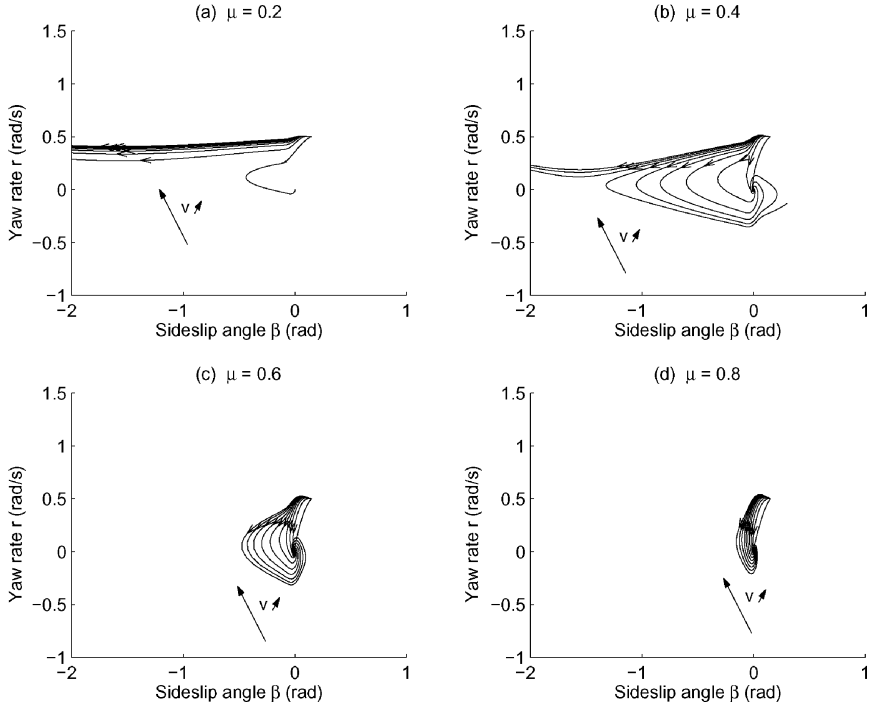 (a) μ = 0.2
1.5
1
0.5
0
−0.5
−1
Yaw rate r (rad/s)
v
−2
−1
0
1
Sideslip angle β (rad)
(b) μ = 0.4
1.5
1
0.5
0
−0.5
−1
Yaw rate r (rad/s)
v
−2
−1
0
1
Sideslip angle β (rad)
(c) μ = 0.6
1.5
1
0.5
0
−0.5
−1
Yaw rate r (rad/s)
v
−2
−1
0
1
Sideslip angle β (rad)
(d) μ = 0.8
1.5
1
0.5
0
−0.5
−1
Yaw rate r (rad/s)
v
−2
−1
0
1
Sideslip angle β (rad)